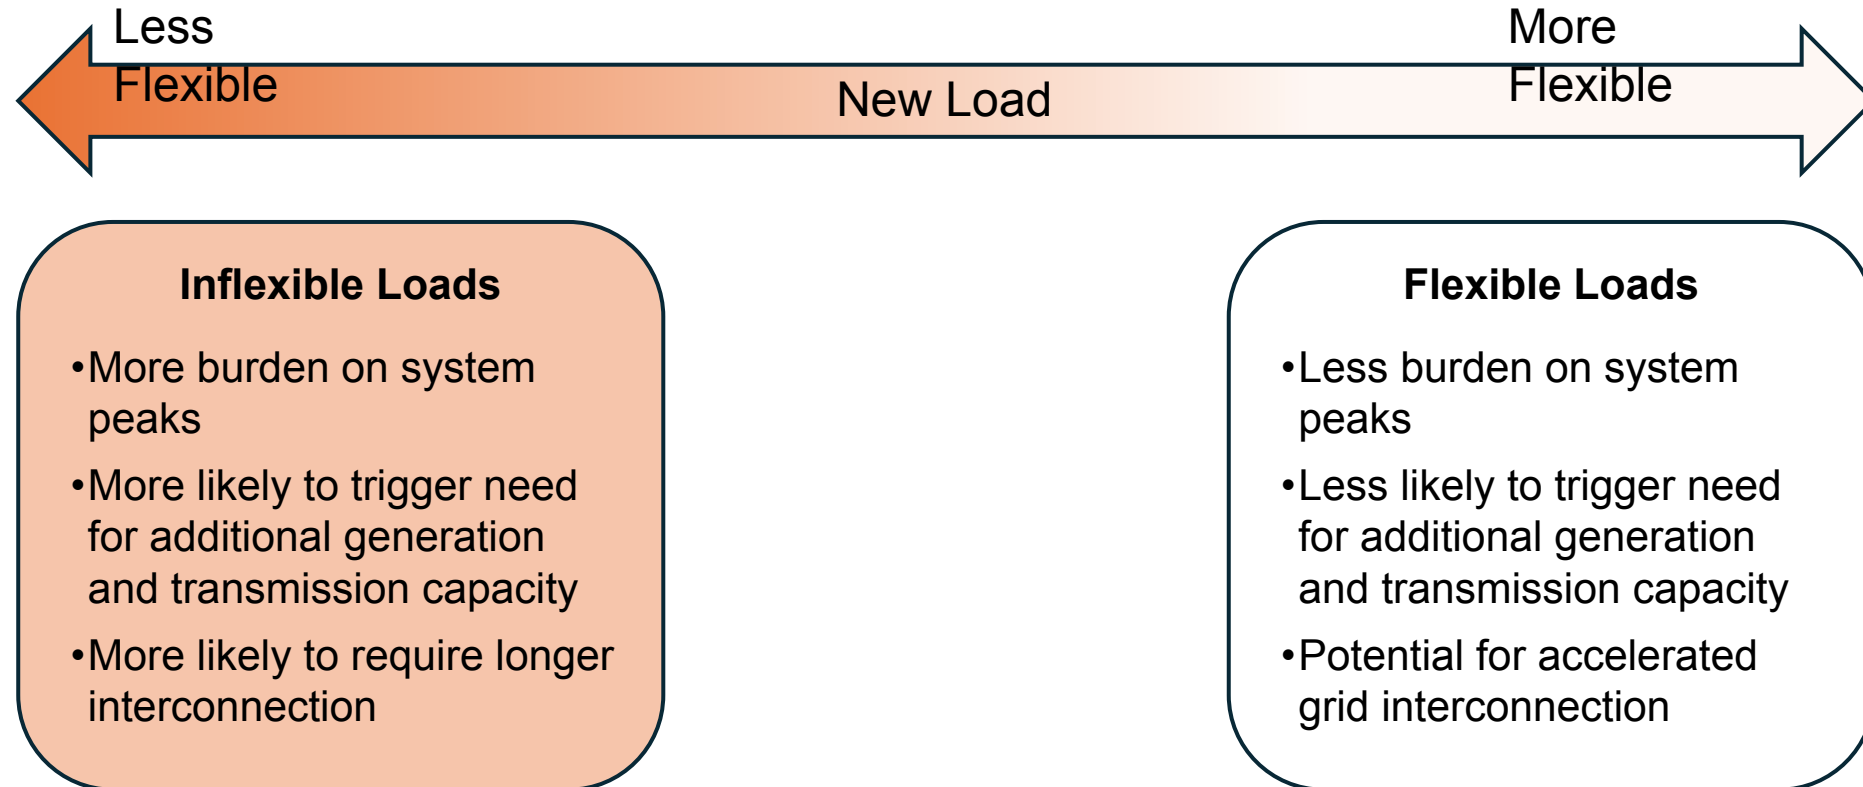 Less
Flexible
New Load
More
Flexible
Inflexible Loads
•More burden on system
peaks
•More likely to trigger need
for additional generation
and transmission capacity
•More likely to require longer
interconnection
Flexible Loads
•Less burden on system
peaks
•Less likely to trigger need
for additional generation
and transmission capacity
•Potential for accelerated
grid interconnection